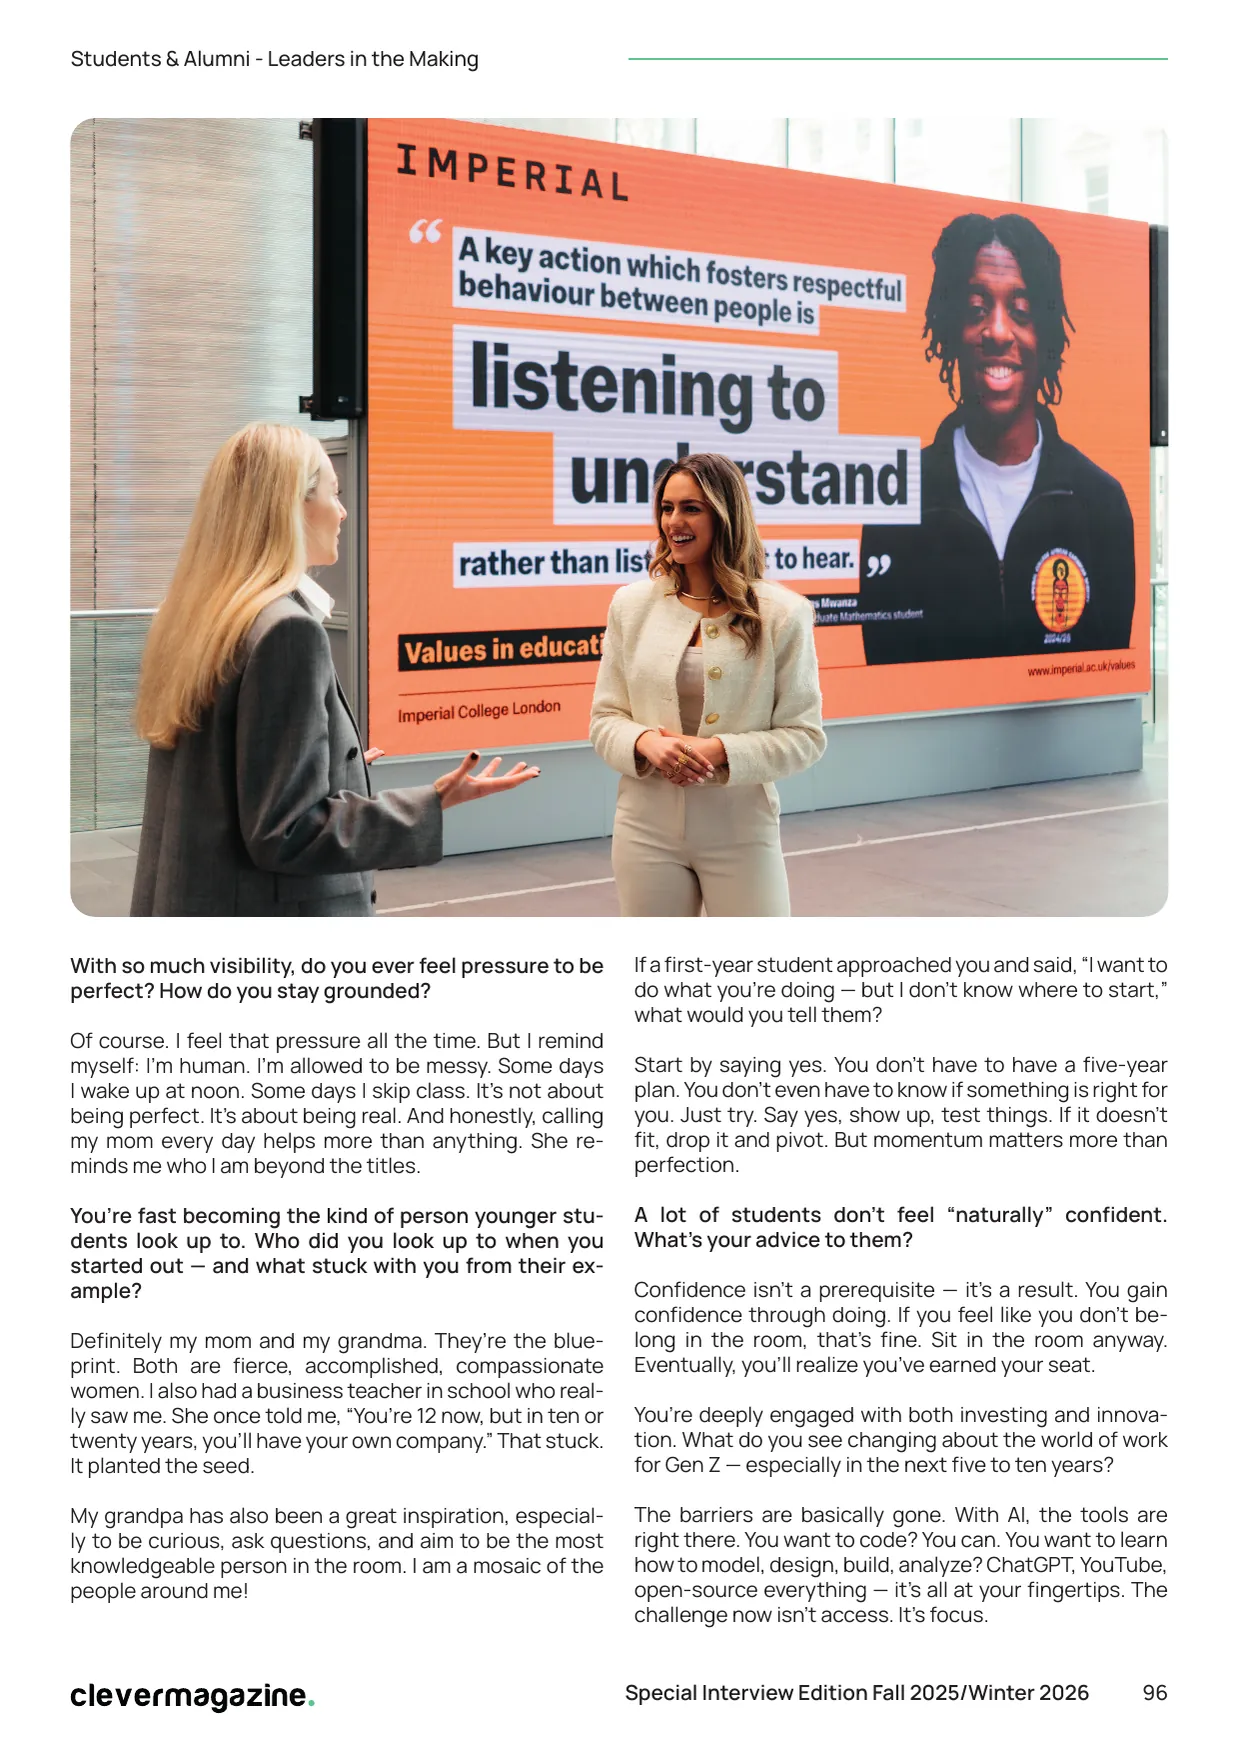 Students & Alumni - Leaders in the Making
IMPERIAL
“
A key action which fosters respectful
behaviour between people is
listening to
understand
rather than to hear.
”
Mwanza
Mathematics student
2024/25
Values in
Imperial College London
www.imperial.ac.uk/values
With so much visibility, do you ever feel pressure to be
perfect? How do you stay grounded?
Of course. I feel that pressure all the time. But I remind
myself: I’m human. I’m allowed to be messy. Some days
I wake up at noon. Some days I skip class. It’s not about
being perfect. It’s about being real. And honestly, calling
my mom every day helps more than anything. She re-
minds me who I am beyond the titles.
You’re fast becoming the kind of person younger stu-
dents look up to. Who did you look up to when you
started out — and what stuck with you from their ex-
ample?
Definitely my mom and my grandma. They’re the blue-
print. Both are fierce, accomplished, compassionate
women. I also had a business teacher in school who real-
ly saw me. She once told me, “You’re 12 now, but in ten or
twenty years, you’ll have your own company.” That stuck.
It planted the seed.
My grandpa has also been a great inspiration, especial-
ly to be curious, ask questions, and aim to be the most
knowledgeable person in the room. I am a mosaic of the
people around me!
If a first-year student approached you and said, “I want to
do what you’re doing — but I don’t know where to start,”
what would you tell them?
Start by saying yes. You don’t have to have a five-year
plan. You don’t even have to know if something is right for
you. Just try. Say yes, show up, test things. If it doesn’t
fit, drop it and pivot. But momentum matters more than
perfection.
A lot of students don’t feel “naturally” confident.
What’s your advice to them?
Confidence isn’t a prerequisite — it’s a result. You gain
confidence through doing. If you feel like you don’t be-
long in the room, that’s fine. Sit in the room anyway.
Eventually, you’ll realize you’ve earned your seat.
You’re deeply engaged with both investing and innova-
tion. What do you see changing about the world of work
for Gen Z — especially in the next five to ten years?
The barriers are basically gone. With AI, the tools are
right there. You want to code? You can. You want to learn
how to model, design, build, analyze? ChatGPT, YouTube,
open-source everything — it’s all at your fingertips. The
challenge now isn’t access. It’s focus.
clevermagazine.
Special Interview Edition Fall 2025/Winter 2026 96